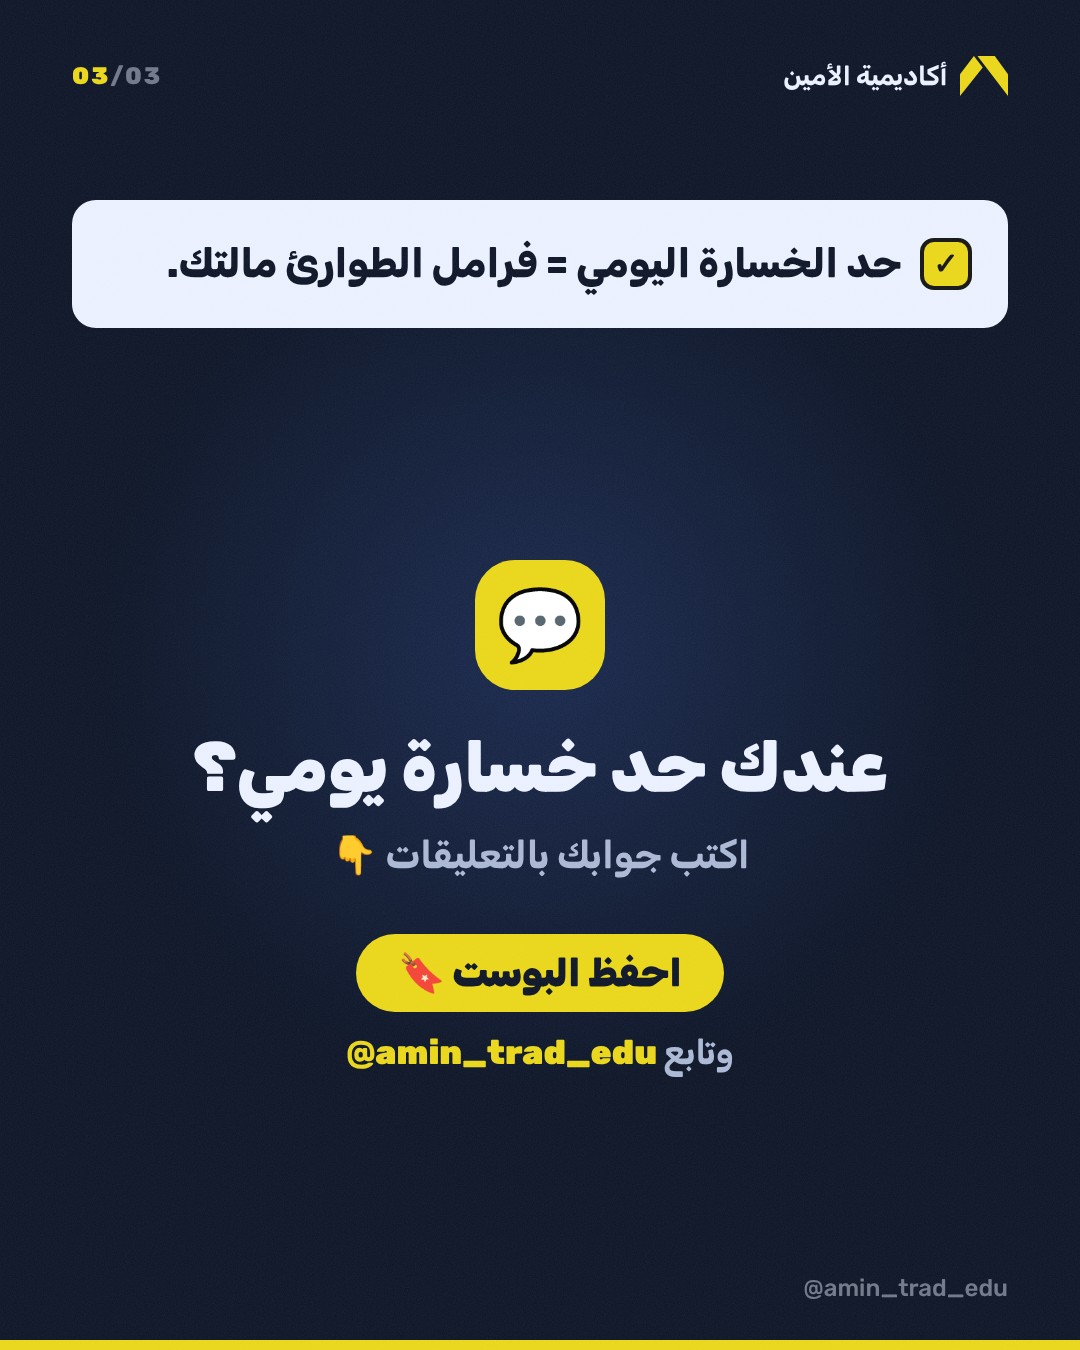 أكاديمية الأمين
03/03
حد الخسارة اليومي = فرامل الطوارئ مالتك.
عندك حد خسارة يومي؟
اكتب جوابك بالتعليقات 👇
احفظ البوست 🔖
وتابع @amin_trad_edu
@amin_trad_edu